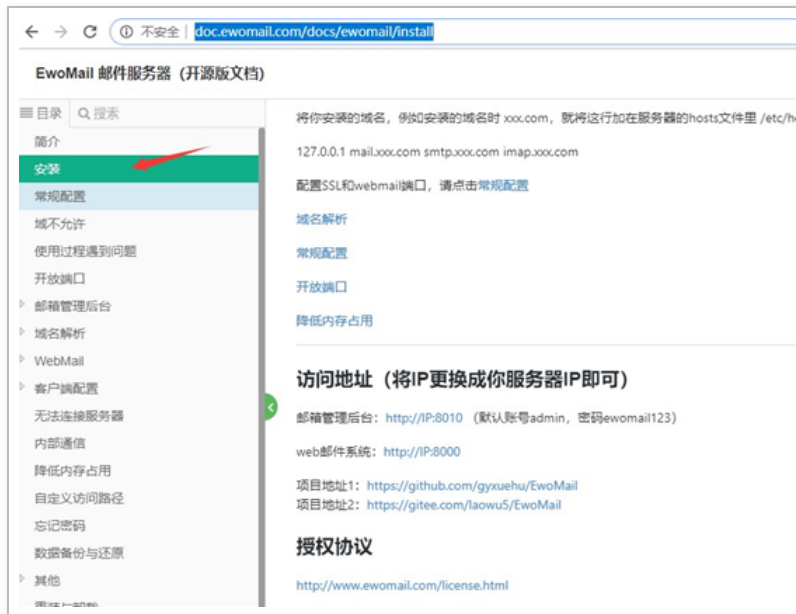 不安全 doc.ewomail.com/docs/ewomail/install
EwoMail 邮件服务器（开源版文档)
目录 搜索
简介
安装
常规配置
域不允许
使用过程遇到问题
开放端口
邮箱管理后台
域名解析
WebMail
客户端配置
无法连接服务器
内部通信
降低内存占用
自定义访问路径
忘记密码
数据备份与还原
其他
重装与卸载
将你安装的域名，例如安装的域名时 xxx.com，就将这行加在服务器的hosts文件里 /etc/ho
127.0.0.1 mail.xxx.com smtp.xxx.com imap.xxx.com
配置SSL和webmail端口，请点击常规配置
域名解析
常规配置
开放端口
降低内存占用
访问地址（将IP更换成你服务器IP即可）
邮箱管理后台：http://IP:8010 （默认账号admin，密码ewomail123）
web邮件系统：http://IP:8000
项目地址1：https://github.com/gyxuehu/EwoMail
项目地址2：https://gitee.com/laowu5/EwoMail
授权协议
http://www.ewomail.com/license.html